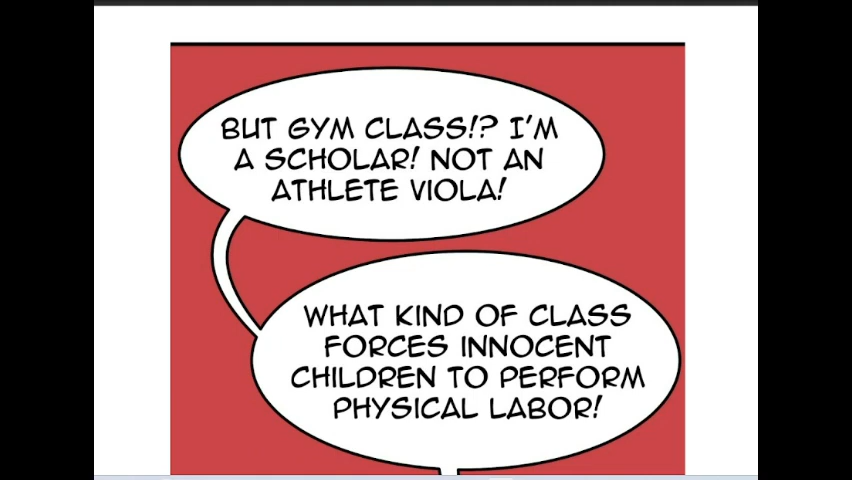 BUT GYM CLASS!? I'M
A SCHOLAR! NOT AN
ATHLETE VIOLA!
WHAT KIND OF CLASS
FORCES INNOCENT
CHILDREN TO PERFORM
PHYSICAL LABOR!